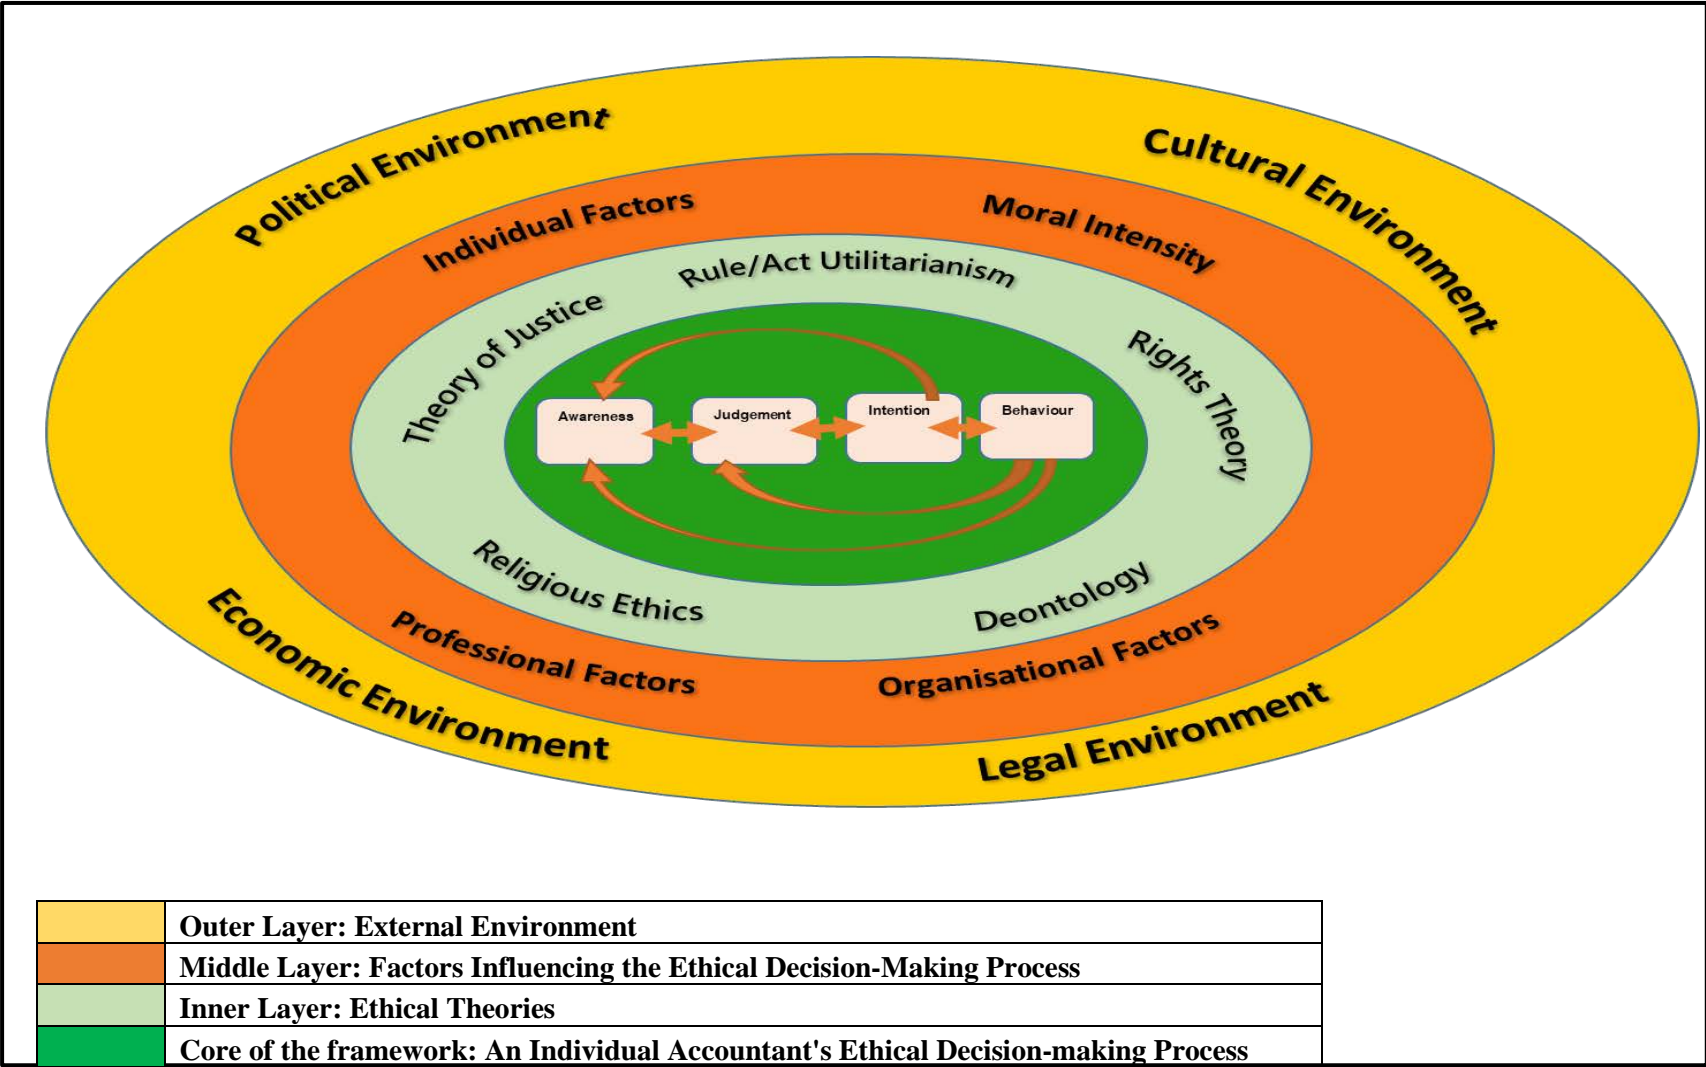 Political Environment
Cultural Environment
Individual Factors
Moral Intensity
Rule/Act Utilitarianism
Theory of Justice
Rights Theory
Awareness
Judgement
Intention
Behaviour
Religious Ethics
Deontology
Professional Factors
Organisational Factors
Economic Environment
Legal Environment
Outer Layer: External Environment
Middle Layer: Factors Influencing the Ethical Decision-Making Process
Inner Layer: Ethical Theories
Core of the framework: An Individual Accountant's Ethical Decision-making Process